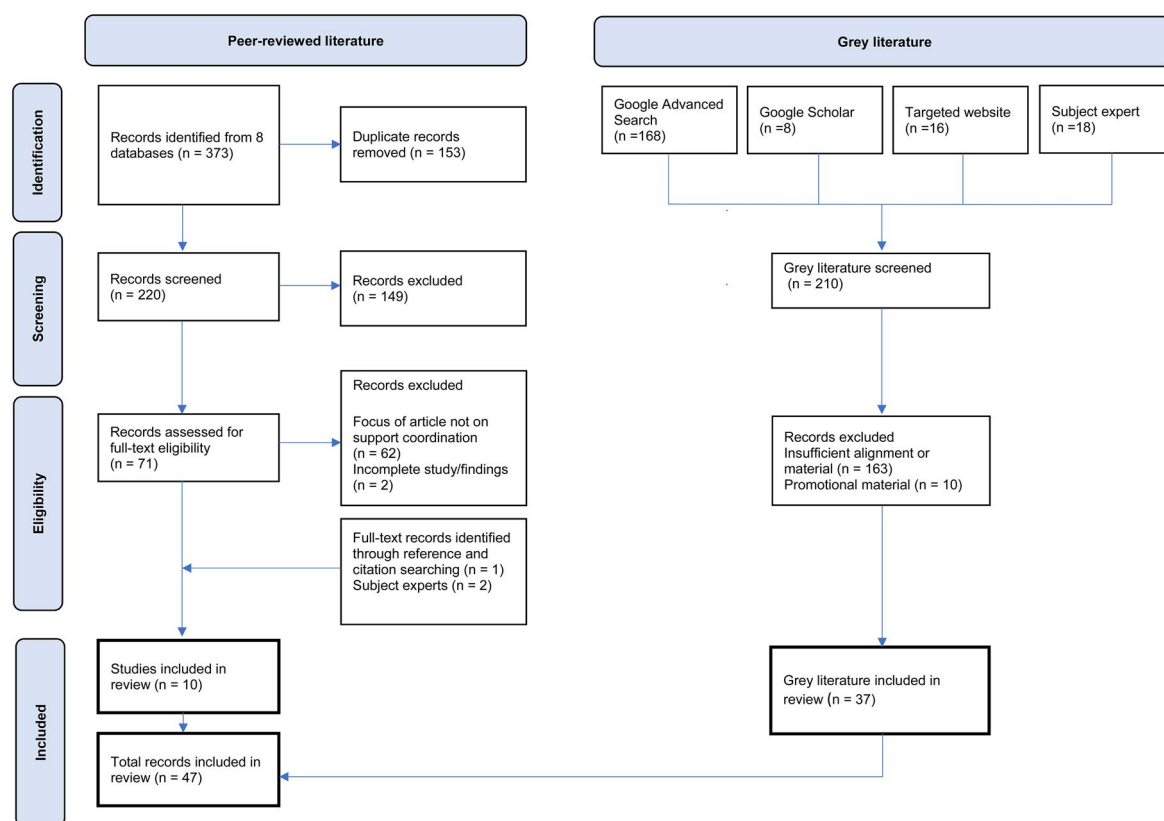 Peer-reviewed literature
Grey literature
Identification
Records identified from 8
databases (n = 373)
Duplicate records
removed (n = 153)
Google Advanced
Search
(n =168)
Google Scholar
(n =8)
Targeted website
(n =16)
Subject expert
(n =18)
Screening
Records screened
(n = 220)
Records excluded
(n = 149)
Grey literature screened
(n = 210)
Eligibility
Records assessed for
full-text eligibility
(n = 71)
Records excluded
Focus of article not on
support coordination
(n = 62)
Incomplete study/findings
(n = 2)
Full-text records identified
through reference and
citation searching (n = 1)
Subject experts (n = 2)
Records excluded
Insufficient alignment or
material (n = 163)
Promotional material (n = 10)
Included
Studies included in
review (n = 10)
Grey literature included in
review (n = 37)
Total records included in
review (n = 47)